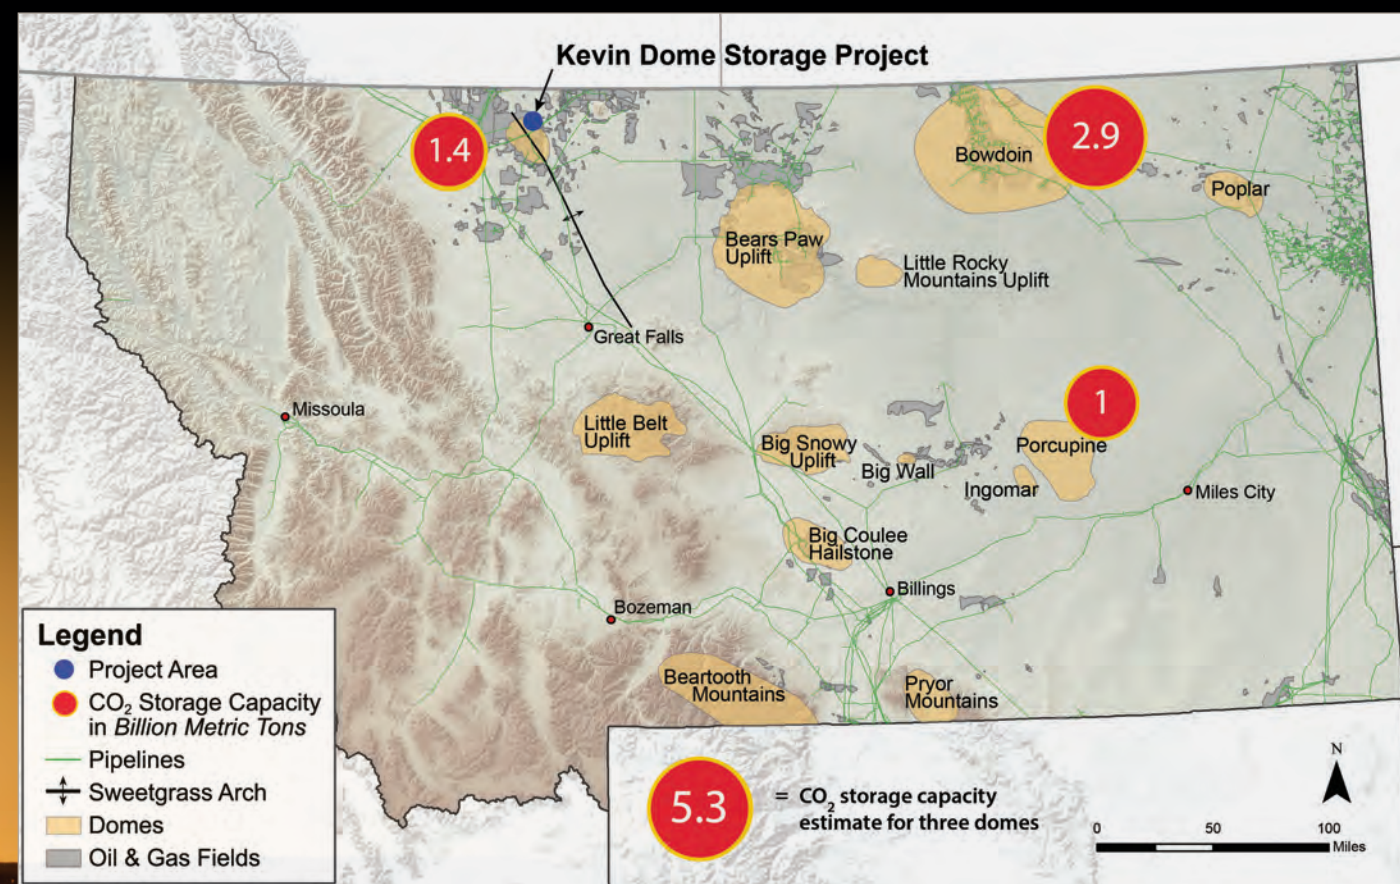 Kevin Dome Storage Project
1.4
2.9
Bowdoin
Poplar
Bears Paw
Uplift
Little Rocky
Mountains Uplift
Great Falls
1
Missoula
Little Belt
Uplift
Big Snowy
Uplift
Big Wall
Porcupine
Ingomar
Miles City
Big Coulee
Hailstone
Billings
Bozeman
Beartooth
Mountains
Pryor
Mountains
Legend
Project Area
CO₂ Storage Capacity
in Billion Metric Tons
Pipelines
Sweetgrass Arch
Domes
Oil & Gas Fields
5.3
= CO₂ storage capacity
estimate for three domes
N
0 50 100
Miles